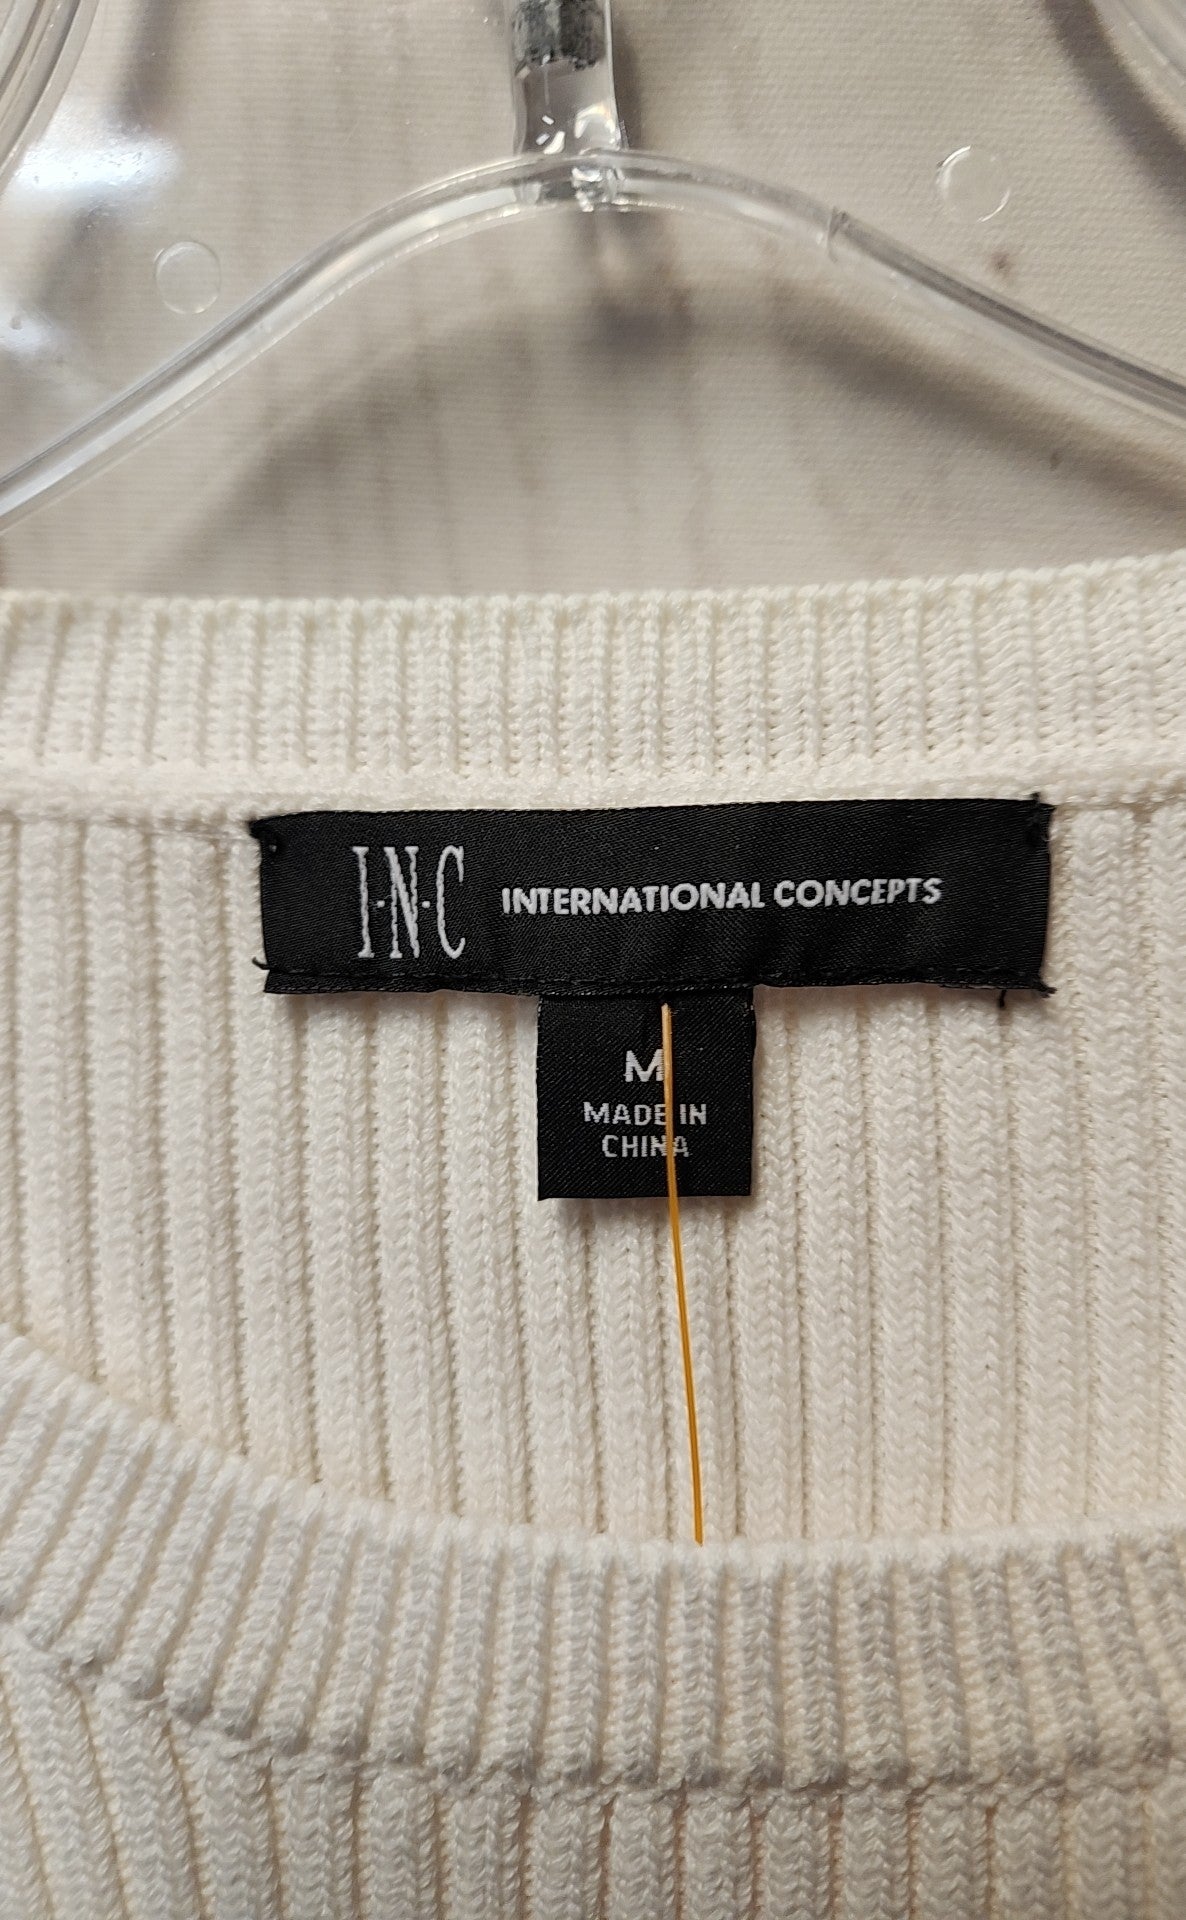 I·N·C INTERNATIONAL CONCEPTS
M
MADE IN
CHINA